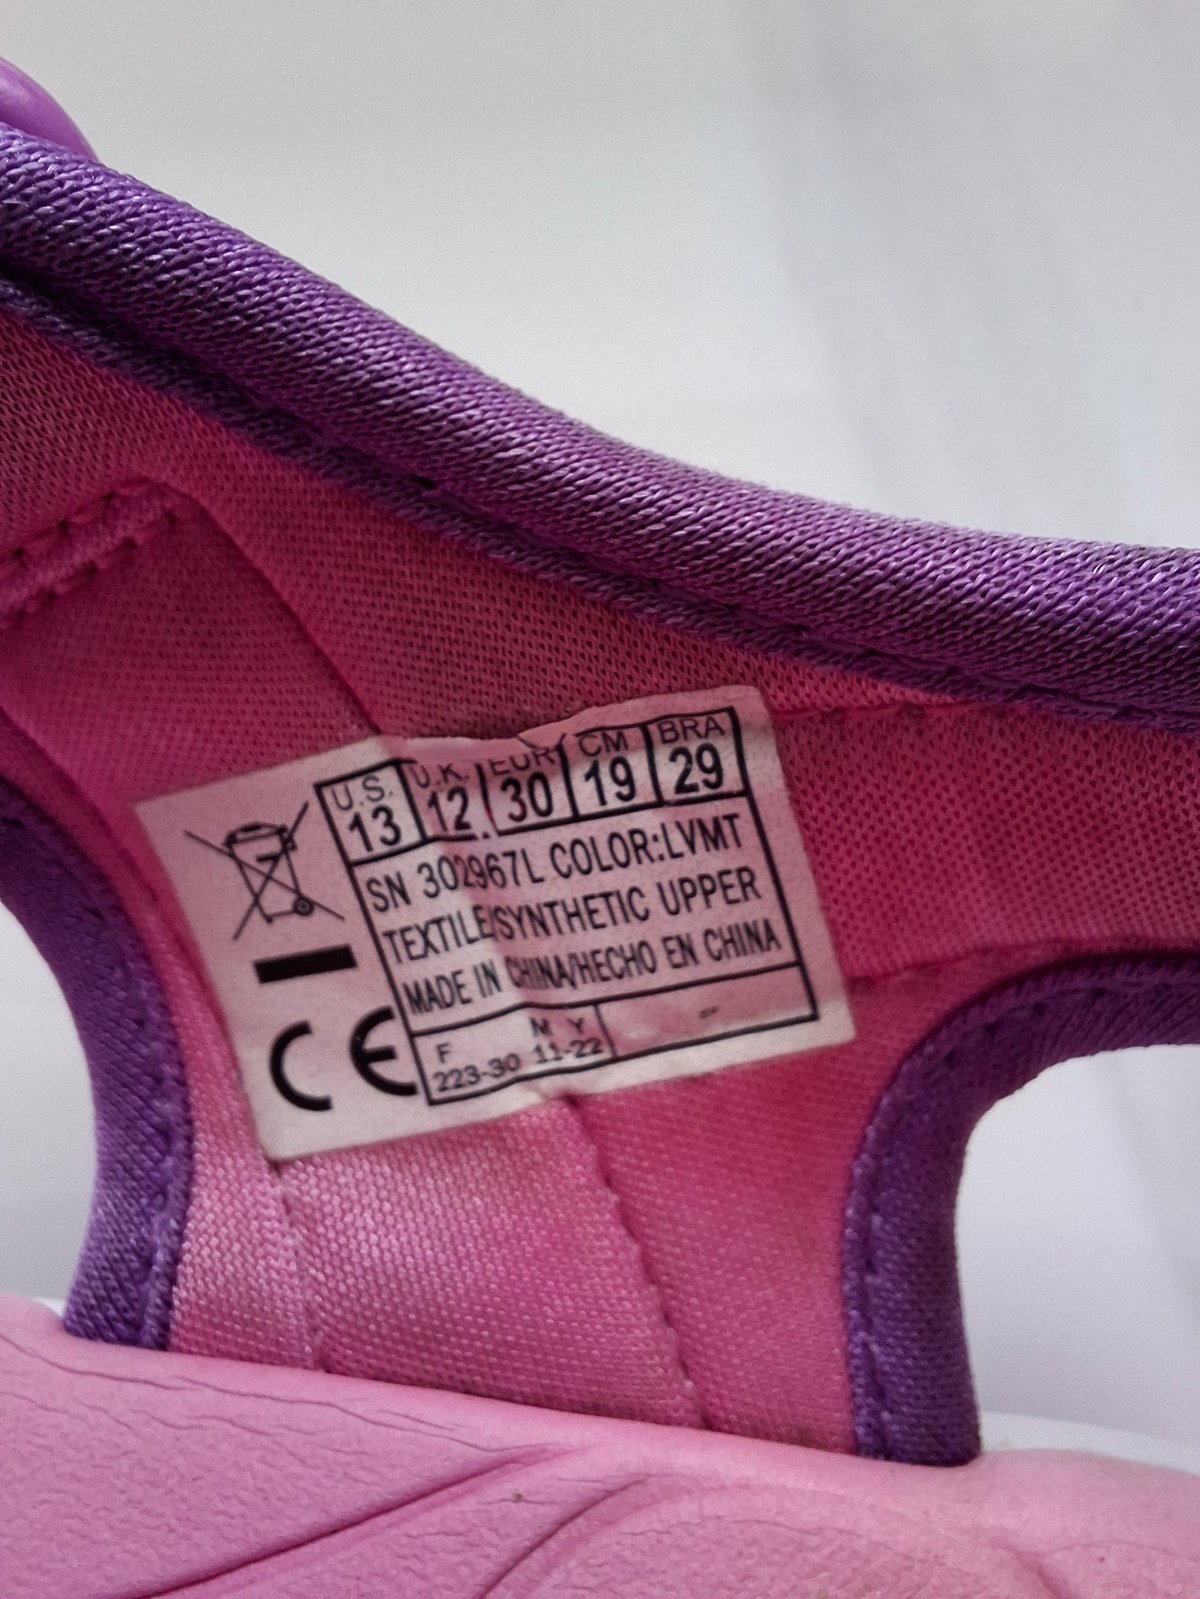 U.S. U.K. EUR CM BRA
13 12 30 19 29
SN 302967L COLOR:LVMT
TEXTILE/SYNTHETIC UPPER
MADE IN CHINA/HECHO EN CHINA
F M Y
223-30 11-22
CE